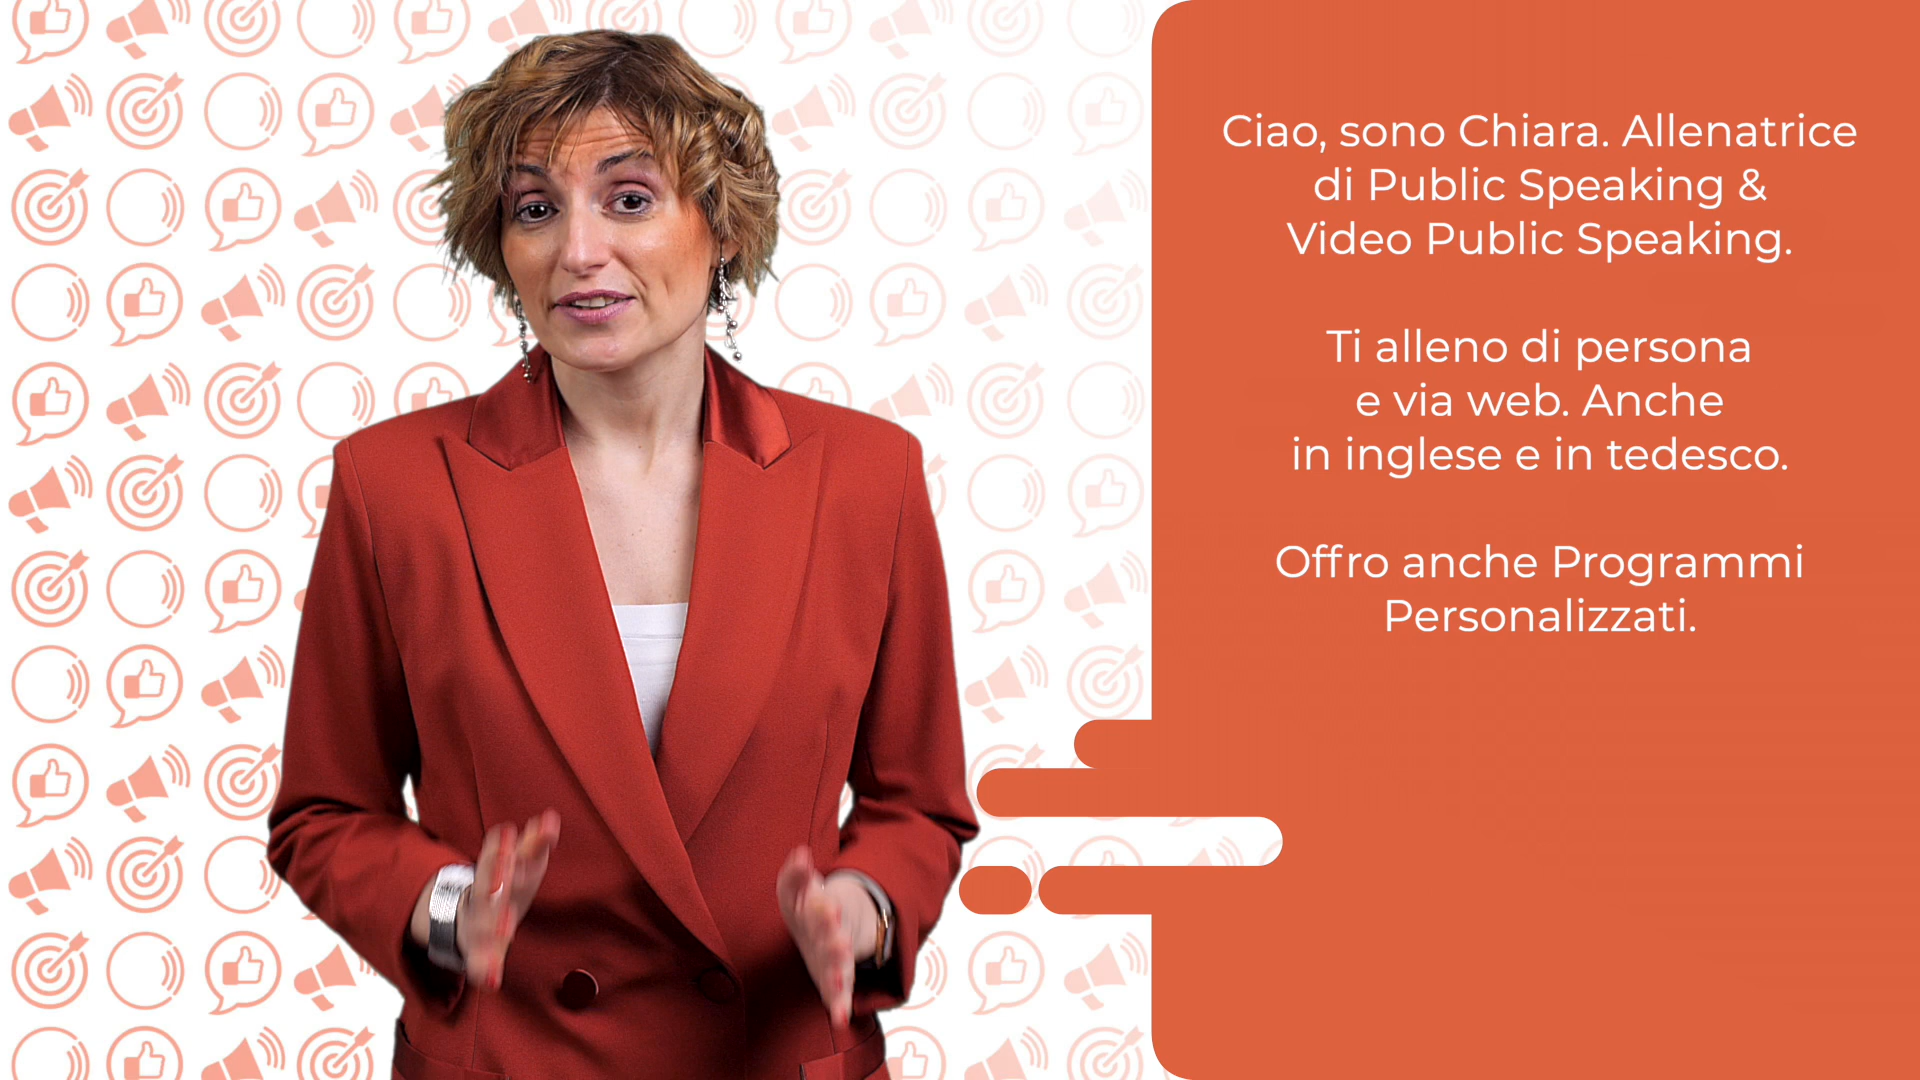 Ciao, sono Chiara. Allenatrice
di Public Speaking &
Video Public Speaking.
Ti alleno di persona
e via web. Anche
in inglese e in tedesco.
Offro anche Programmi
Personalizzati.